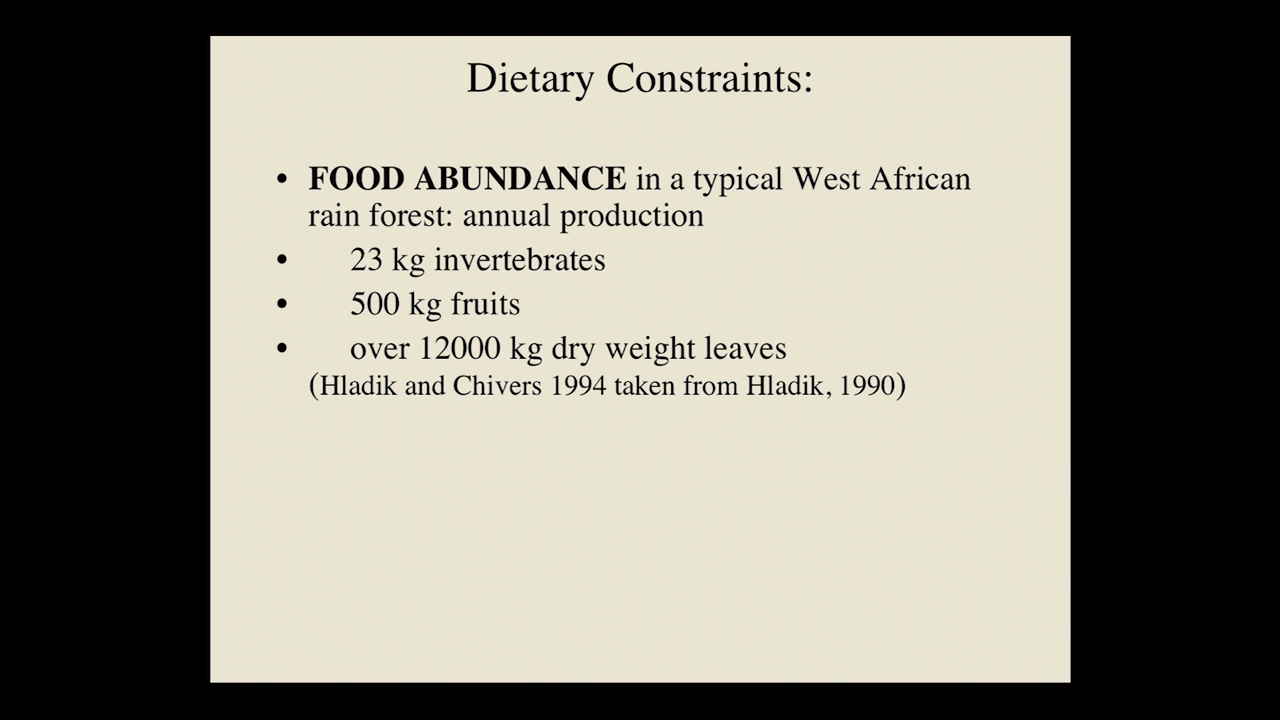 Dietary Constraints:
• FOOD ABUNDANCE in a typical West African
rain forest: annual production
• 23 kg invertebrates
• 500 kg fruits
• over 12000 kg dry weight leaves
(Hladik and Chivers 1994 taken from Hladik, 1990)